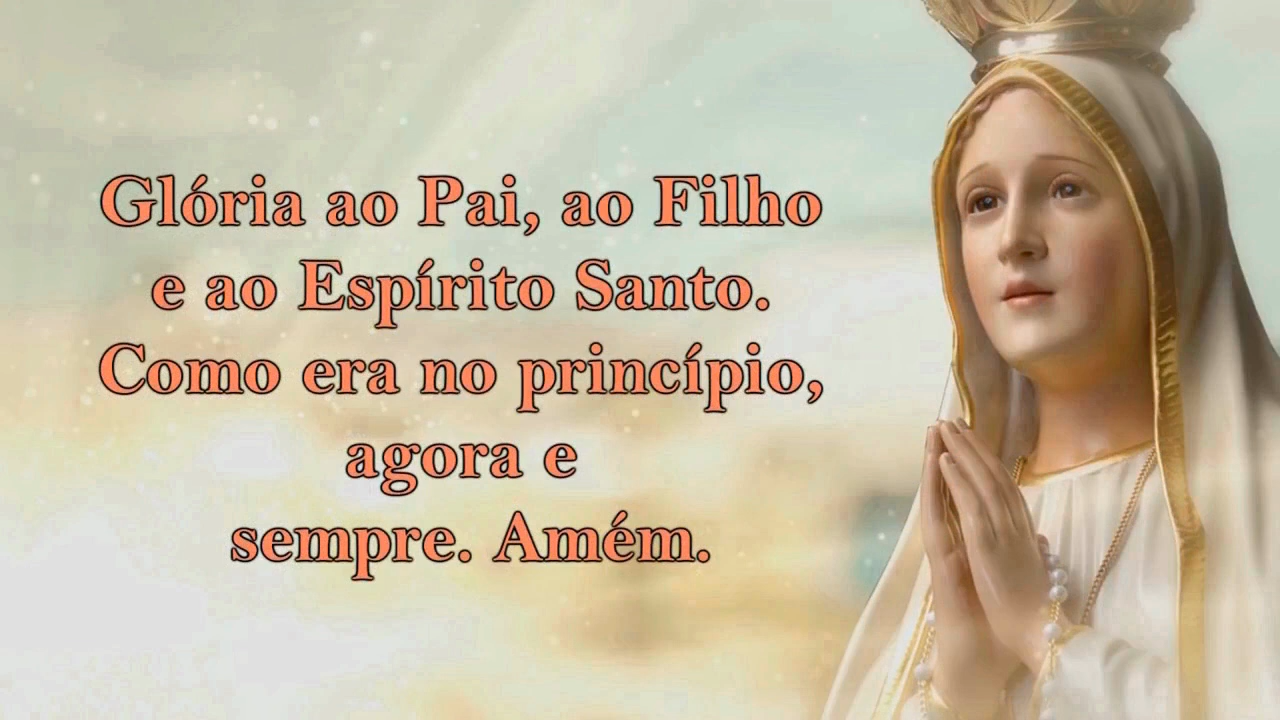 Glória ao Pai, ao Filho
e ao Espírito Santo.
Como era no princípio,
agora e
sempre. Amém.